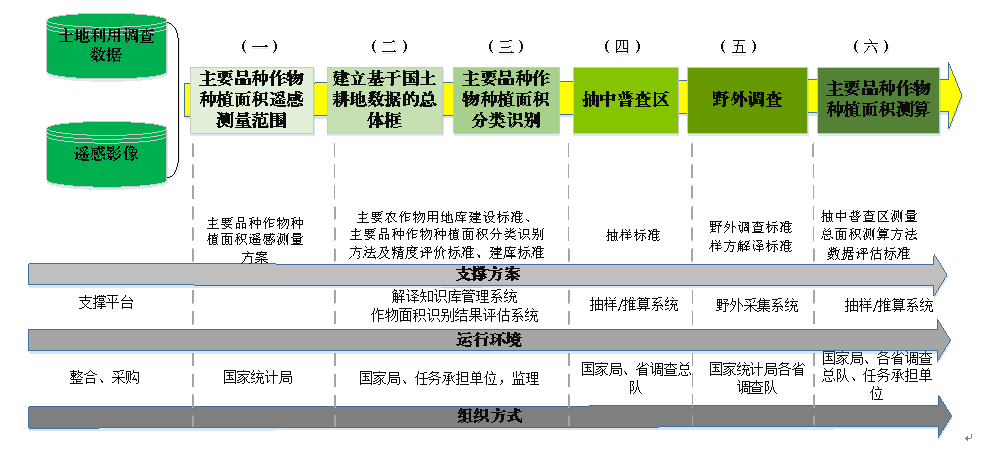 土地利用调查
数据
遥感影像
（一）
（二）
（三）
（四）
（五）
（六）
主要品种作物
种植面积遥感
测量范围
建立基于国土
耕地数据的总
体框
主要品种作
物种植面积
分类识别
抽中普查区
野外调查
主要品种作物
种植面积测算
主要品种作物种
植面积遥感测量
方案
主要农作物用地库建设标准、
主要品种作物种植面积分类识别
方法及精度评价标准、建库标准
抽样标准
野外调查标准
样方解译标准
抽中普查区测量
总面积测算方法
数据评估标准
支撑方案
支撑平台
解译知识库管理系统
作物面积识别结果评估系统
抽样/推算系统
野外采集系统
抽样/推算系统
运行环境
整合、采购
国家统计局
国家局、任务承担单位，监理
国家局、省调查总
队
国家统计局各省
调查队
国家局、各省调查
总队、任务承担单
位
组织方式